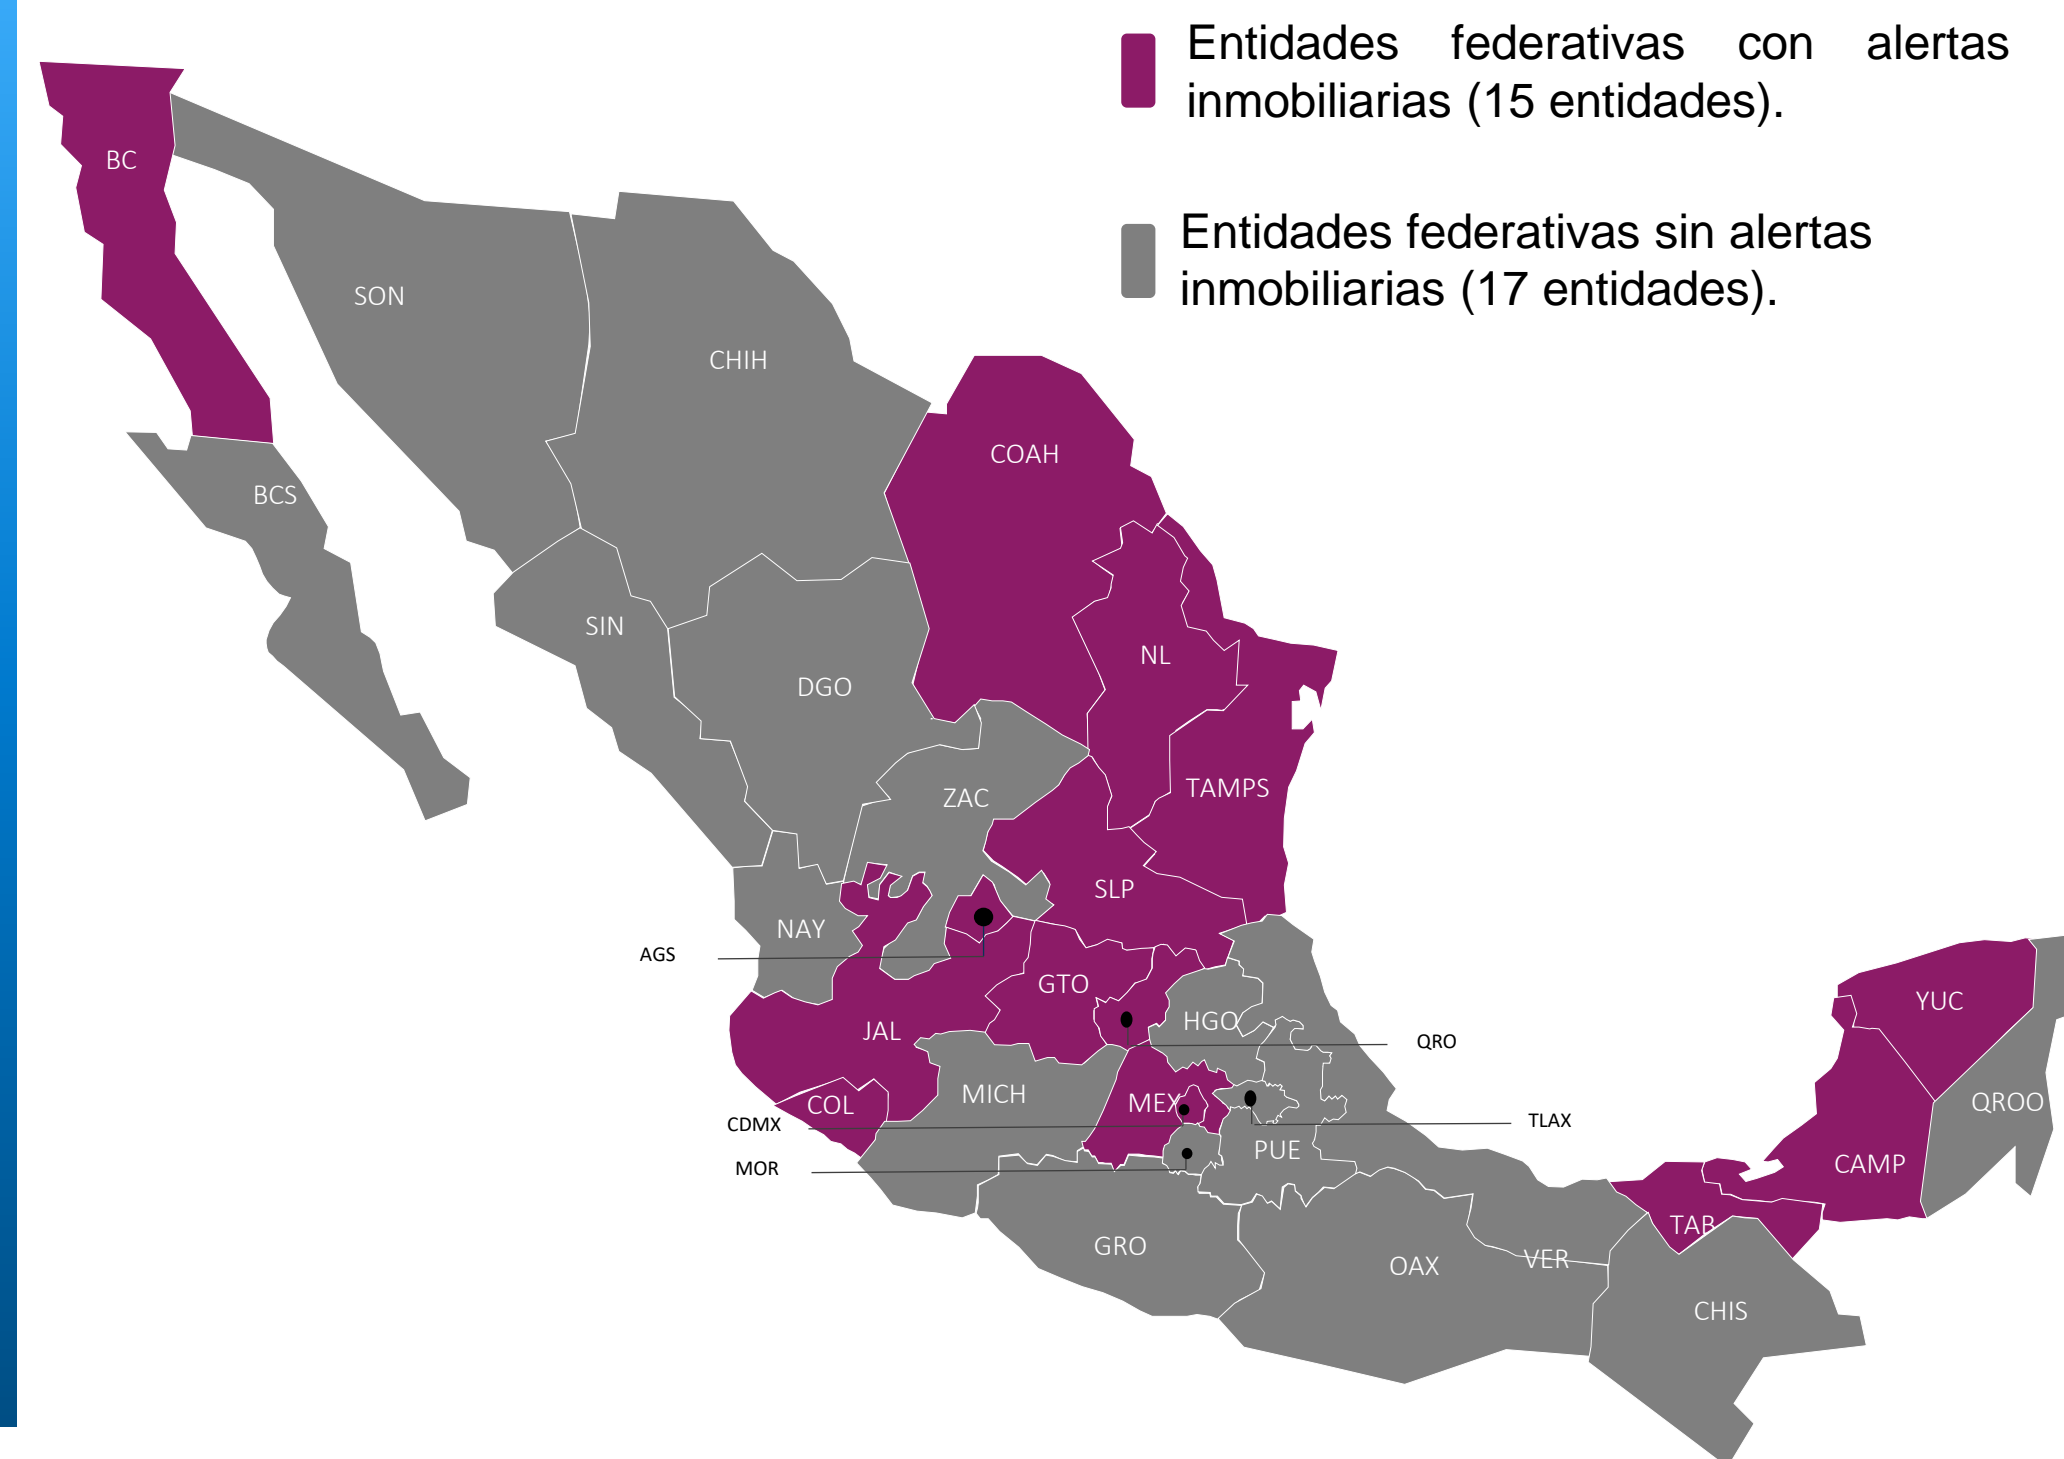 Entidades federativas con alertas
inmobiliarias (15 entidades).
Entidades federativas sin alertas
inmobiliarias (17 entidades).
BC
SON
CHIH
COAH
BCS
SIN
NL
DGO
TAMPS
ZAC
SLP
NAY
AGS
GTO
YUC
HGO
JAL
QRO
MICH
MEX
COL
QROO
CDMX
TLAX
PUE
MOR
CAMP
TAB
GRO
VER
OAX
CHIS